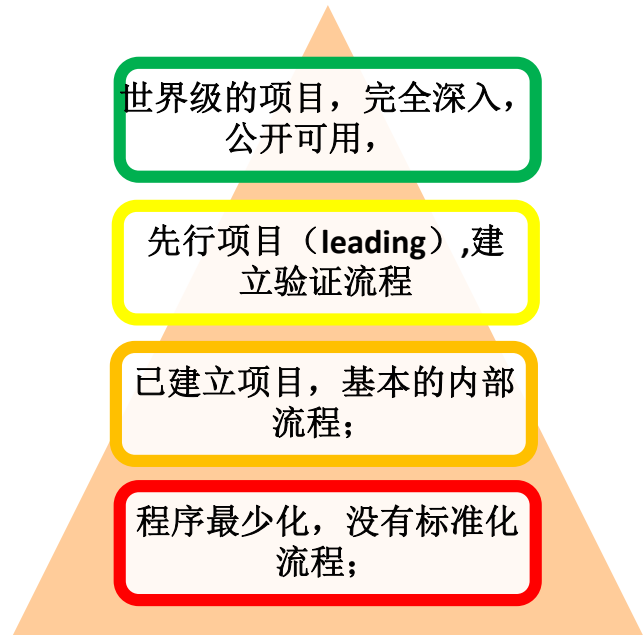 世界级的项目，完全深入，
公开可用，
先行项目（leading）,建
立验证流程
已建立项目，基本的内部
流程；
程序最少化，没有标准化
流程；